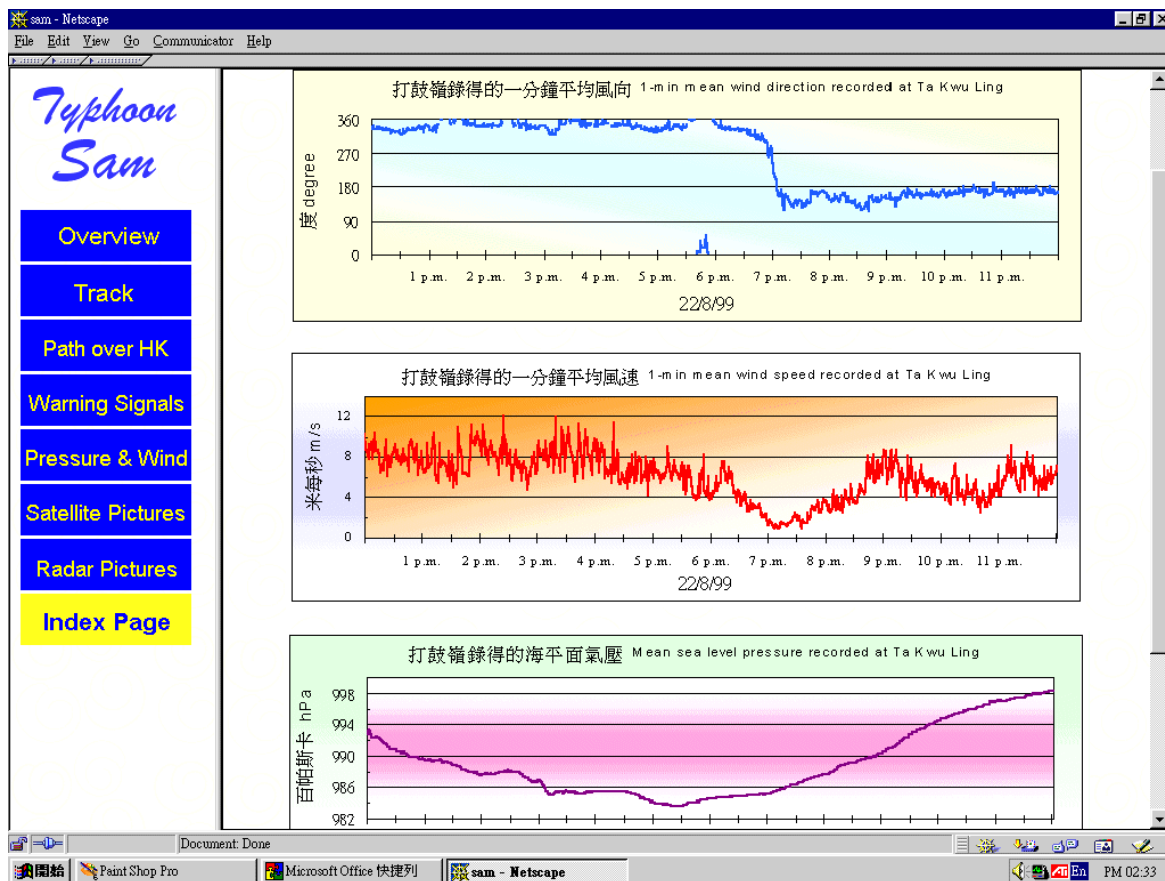 sam - Netscape
File Edit View Go Communicator Help
Typhoon
Sam
Overview
Track
Path over HK
Warning Signals
Pressure & Wind
Satellite Pictures
Radar Pictures
Index Page
打鼓嶺錄得的一分鐘平均風向 1-min mean wind direction recorded at Ta Kwu Ling
度 degree
360
270
180
90
0
1 p.m. 2 p.m. 3 p.m. 4 p.m. 5 p.m. 6 p.m. 7 p.m. 8 p.m. 9 p.m. 10 p.m. 11 p.m.
22/8/99
打鼓嶺錄得的一分鐘平均風速 1-min mean wind speed recorded at Ta Kwu Ling
米每秒 m/s
12
8
4
0
1 p.m. 2 p.m. 3 p.m. 4 p.m. 5 p.m. 6 p.m. 7 p.m. 8 p.m. 9 p.m. 10 p.m. 11 p.m.
22/8/99
打鼓嶺錄得的海平面氣壓 Mean sea level pressure recorded at Ta Kwu Ling
百帕斯卡 hPa
998
994
990
986
982
Document: Done
開始 Paint Shop Pro Microsoft Office 快捷列 sam - Netscape En PM 02:33